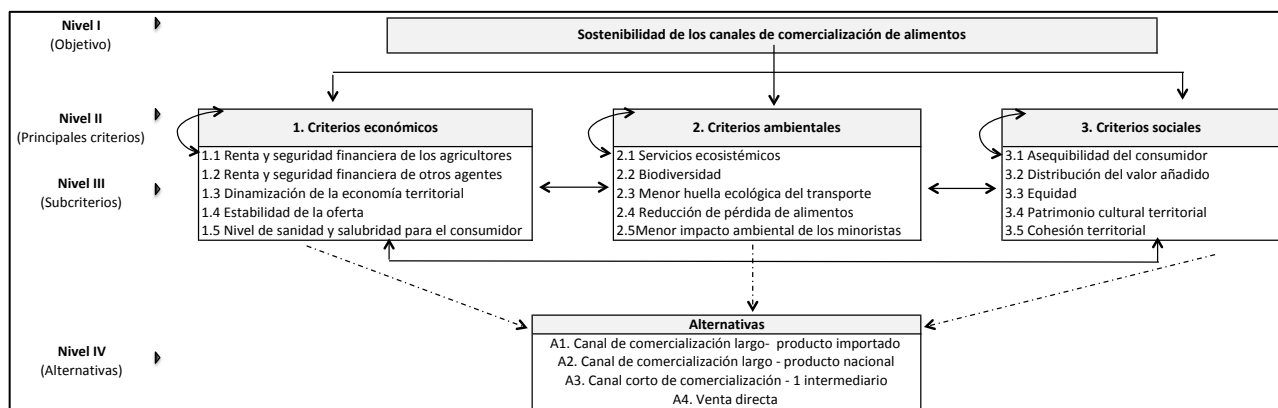 Nivel I
(Objetivo)
Sostenibilidad de los canales de comercialización de alimentos
Nivel II
(Principales criterios)
1. Criterios económicos
2. Criterios ambientales
3. Criterios sociales
Nivel III
(Subcriterios)
1.1 Renta y seguridad financiera de los agricultores
1.2 Renta y seguridad financiera de otros agentes
1.3 Dinamización de la economía territorial
1.4 Estabilidad de la oferta
1.5 Nivel de sanidad y salubridad para el consumidor
2.1 Servicios ecosistémicos
2.2 Biodiversidad
2.3 Menor huella ecológica del transporte
2.4 Reducción de pérdida de alimentos
2.5Menor impacto ambiental de los minoristas
3.1 Asequibilidad del consumidor
3.2 Distribución del valor añadido
3.3 Equidad
3.4 Patrimonio cultural territorial
3.5 Cohesión territorial
Nivel IV
(Alternativas)
Alternativas
A1. Canal de comercialización largo- producto importado
A2. Canal de comercialización largo - producto nacional
A3. Canal corto de comercialización - 1 intermediario
A4. Venta directa